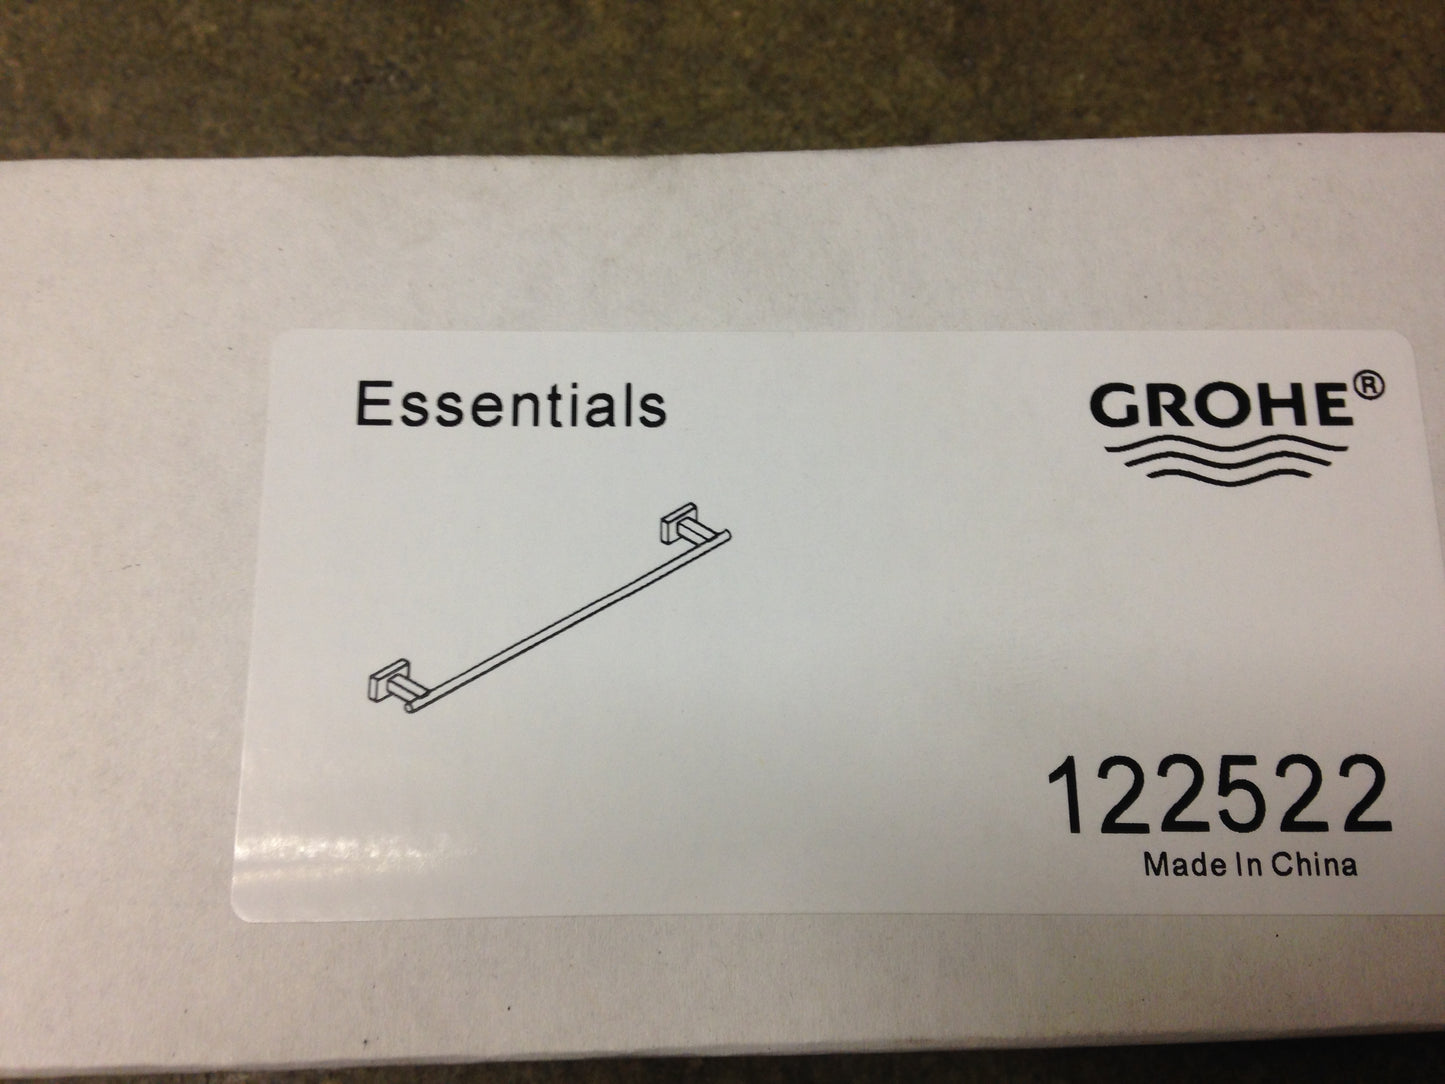 Essentials
GROHE®
122522
Made In China